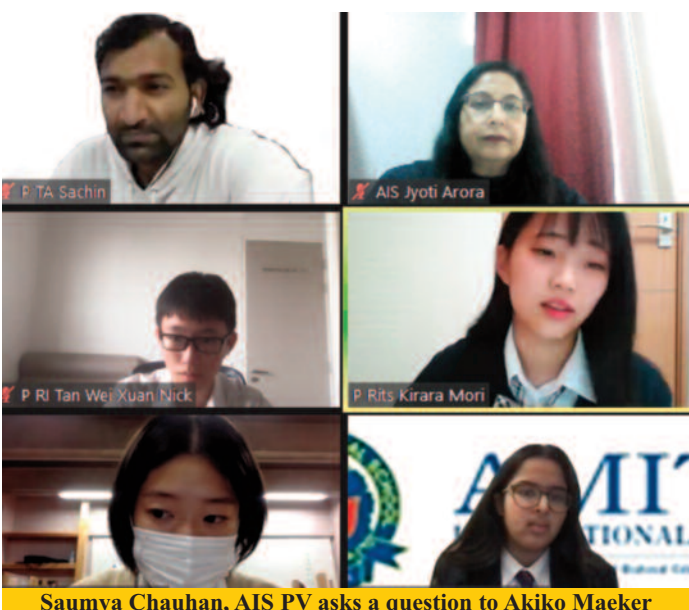 P TA Sachin
AIS Jyoti Arora
P RI Tan Wei Xuan Nick
P Rits Kirara Mori
AMIT
TIONAL
Saumya Chauhan, AIS PV asks a question to Akiko Maeker